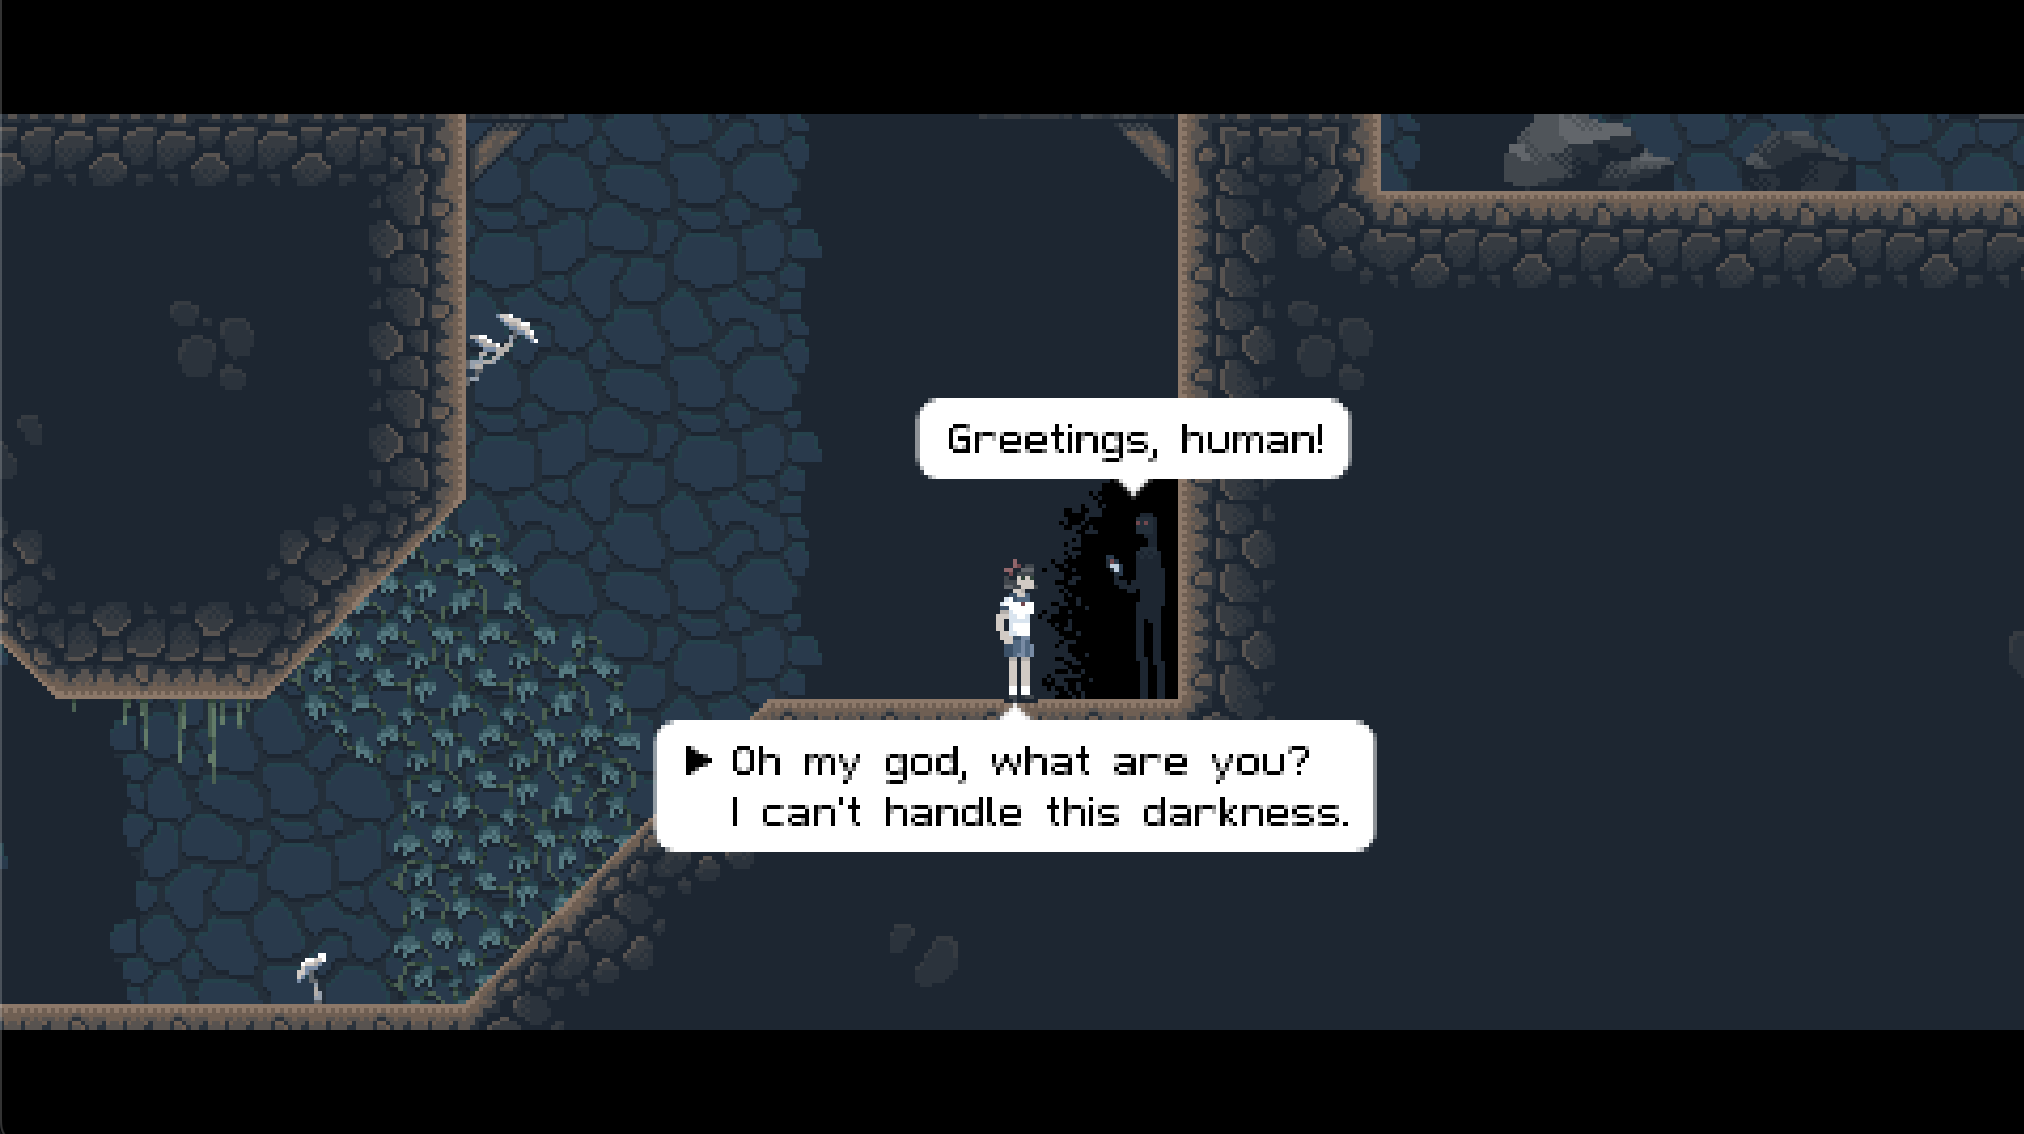 Greetings, human!
Oh my god, what are you?
I can't handle this darkness.